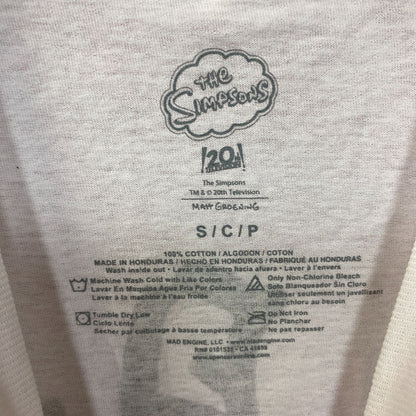 THE
SIMPSONS
20
TELEVISION
The Simpsons
TM & © 20th Television
MATT GROENING
S / C / P
100% COTTON / ALGODON / COTON
MADE IN HONDURAS / HECHO EN HONDURAS / FABRIQUÉ AU HONDURAS
Wash inside out • Lavar de adentro hacia afuera • Laver à l'envers
Machine Wash Cold with Like Colors
Lavar En Maquina Agua Fria Por Colores
Laver à la machine à l'eau froide
Only Non-Chlorine Bleach
Solo Blanqueador Sin Cloro
Utiliser seulement un javellisant
sans chlore au besoin
Tumble Dry Low
Ciclo Lento
Sécher par culbutage à basse température
Do Not Iron
No Planchar
Ne pas repasser
MAD ENGINE, LLC